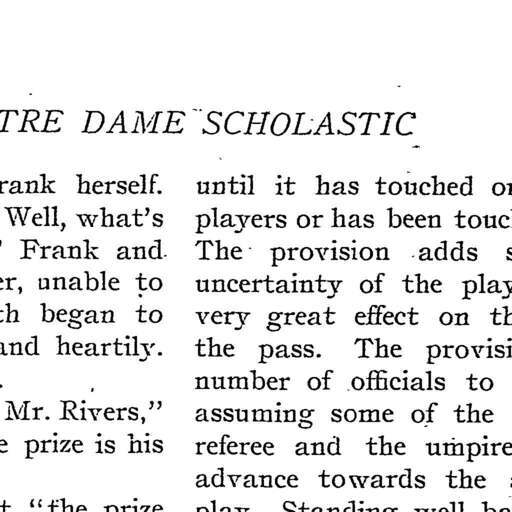 TRE DAME SCHOLASTIC
rank herself.
Well, what's
" Frank and
er, unable to
th began to
and heartily.
.
Mr. Rivers,"
e prize is his
t "the prize
until it has touched o
players or has been touc
The provision adds s
uncertainty of the play
very great effect on th
the pass. The provisi
number of officials to
assuming some of the
referee and the umpire
advance towards the a
play. Standing well ba